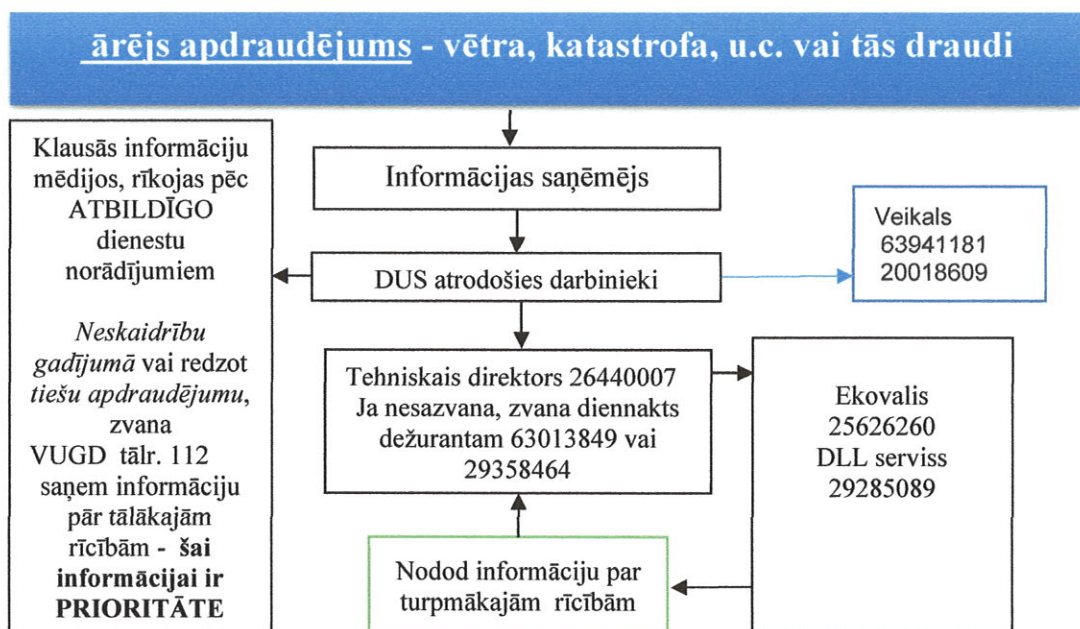 ārējs apdraudējums - vētra, katastrofa, u.c. vai tās draudi
Klausās informāciju
mēdijos, rīkojas pēc
ATBILDĪGO
dienestu
norādījumiem
Neskaidrību
gadījumā vai redzot
tiešu apdraudējumu,
zvana
VUGD tālr. 112
saņem informāciju
pār tālākajām
rīcībām - šai
informācijai ir
PRIORITĀTE
Informācijas saņēmējs
DUS atrodošies darbinieki
Veikals
63941181
20018609
Tehniskais direktors 26440007
Ja nesazvana, zvana diennakts
dežurantam 63013849 vai
29358464
Ekovalis
25626260
DLL serviss
29285089
Nodod informāciju par
turpmākajām rīcībām